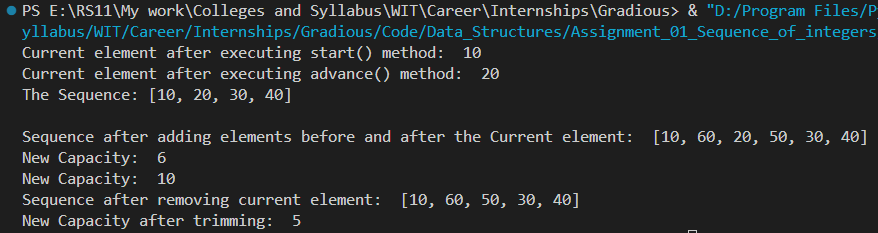 PS E:\RS11\My work\Colleges and Syllabus\WIT\Career\Internships\Gradious> & "D:/Program Files/Py
yllabus/WIT/Career/Internships/Gradious/Code/Data_Structures/Assignment_01_Sequence_of_integers
Current element after executing start() method:  10
Current element after executing advance() method:  20
The Sequence: [10, 20, 30, 40]
Sequence after adding elements before and after the Current element:  [10, 60, 20, 50, 30, 40]
New Capacity:  6
New Capacity:  10
Sequence after removing current element:  [10, 60, 50, 30, 40]
New Capacity after trimming:  5